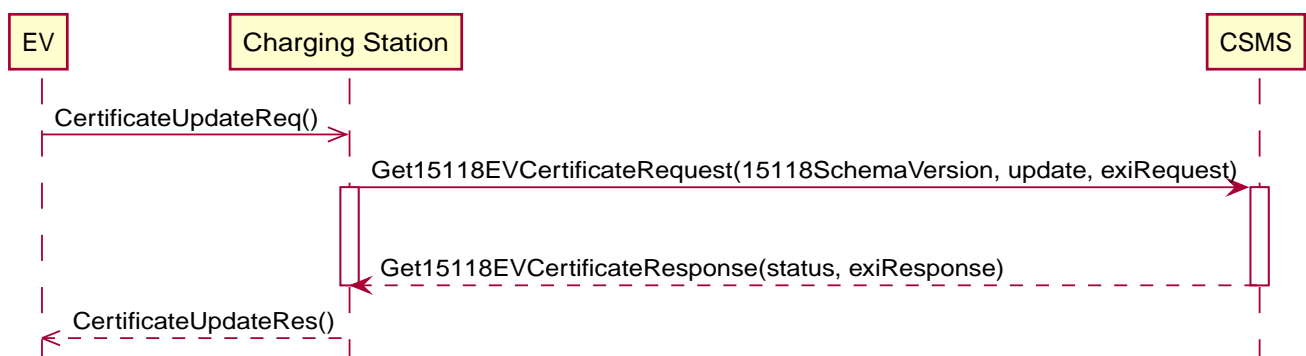 EV
Charging Station
CSMS
CertificateUpdateReq()
Get15118EVCertificateRequest(15118SchemaVersion, update, exiRequest)
Get15118EVCertificateResponse(status, exiResponse)
CertificateUpdateRes()